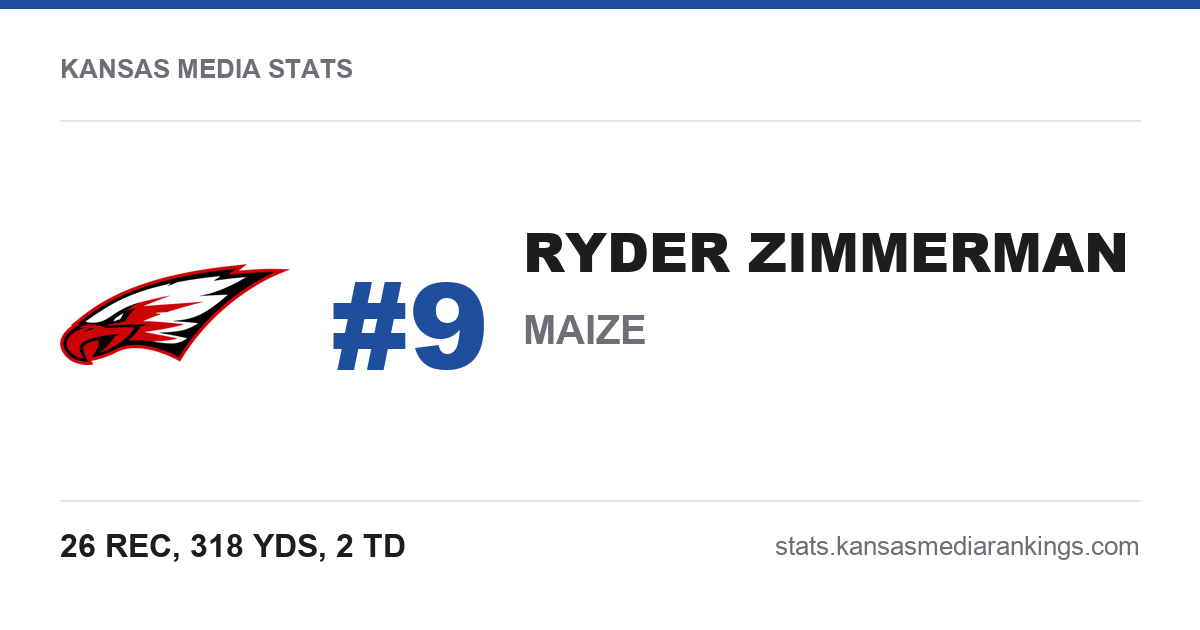 KANSAS MEDIA STATS
#9
RYDER ZIMMERMAN
MAIZE
26 REC, 318 YDS, 2 TD
stats.kansasmediarankings.com